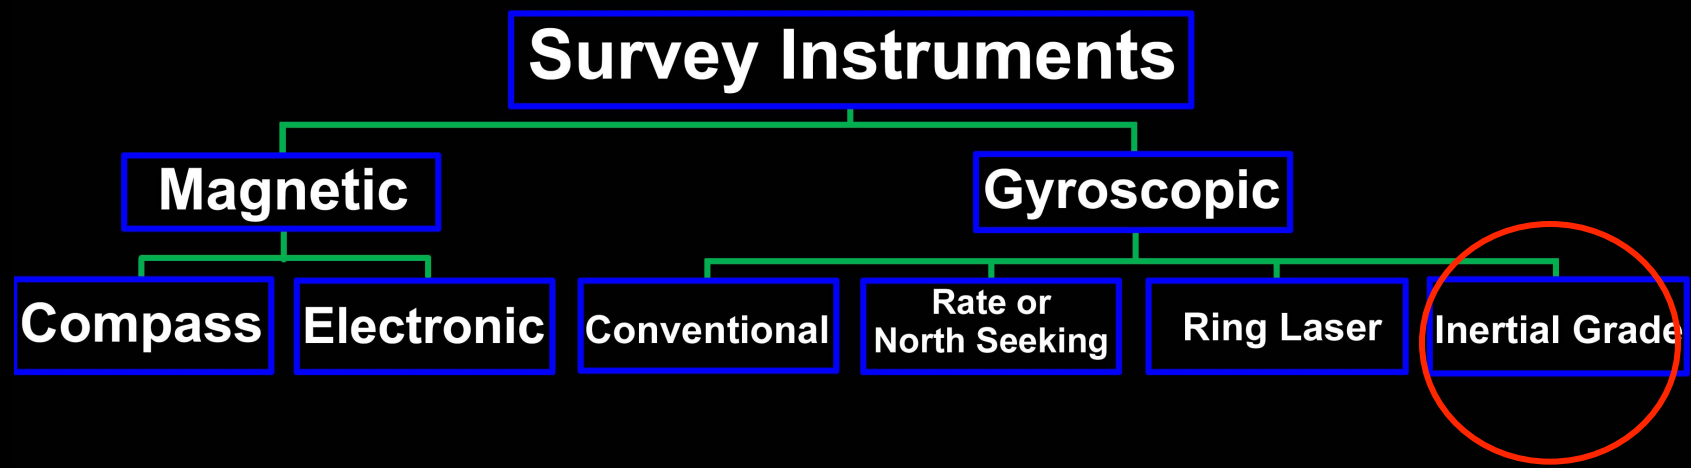 Survey Instruments
Magnetic
Gyroscopic
Compass
Electronic
Conventional
Rate or
North Seeking
Ring Laser
Inertial Grade